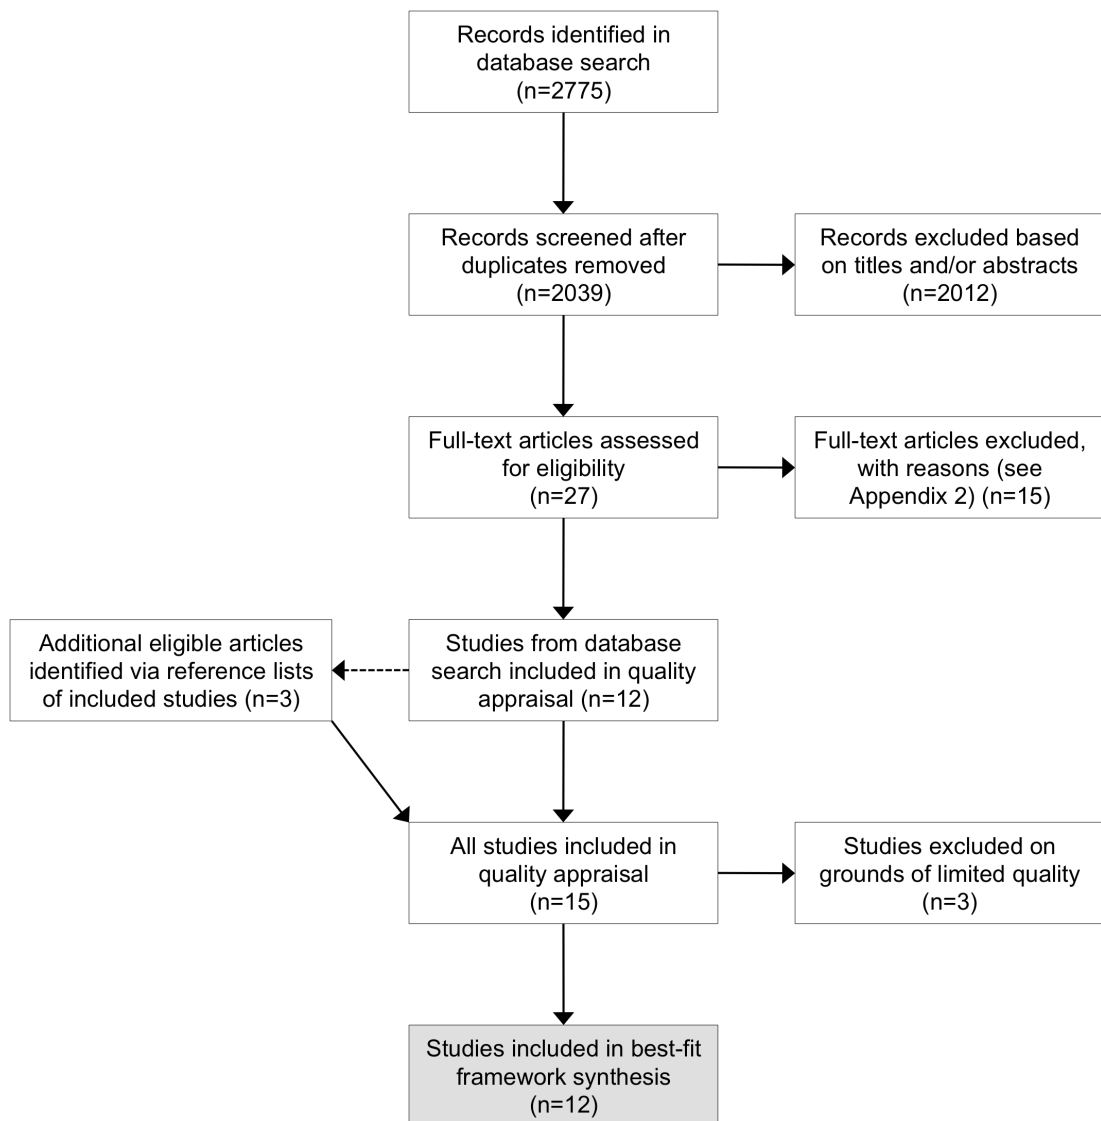 Records identified in
database search
(n=2775)
Records screened after
duplicates removed
(n=2039)
Records excluded based
on titles and/or abstracts
(n=2012)
Full-text articles assessed
for eligibility
(n=27)
Full-text articles excluded,
with reasons (see
Appendix 2) (n=15)
Additional eligible articles
identified via reference lists
of included studies (n=3)
Studies from database
search included in quality
appraisal (n=12)
All studies included in
quality appraisal
(n=15)
Studies excluded on
grounds of limited quality
(n=3)
Studies included in best-fit
framework synthesis
(n=12)